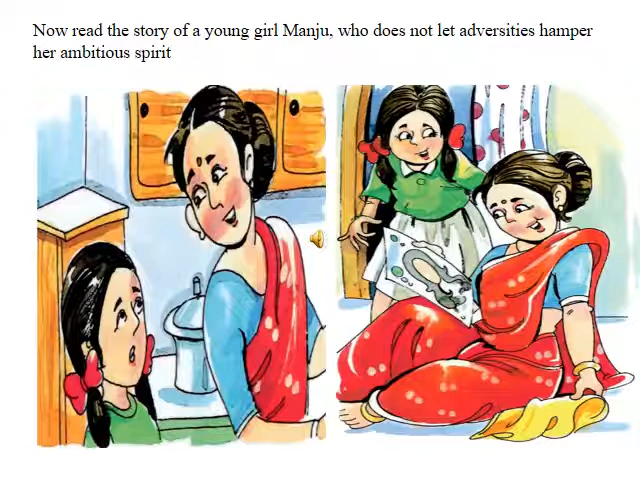 Now read the story of a young girl Manju, who does not let adversities hamper
her ambitious spirit